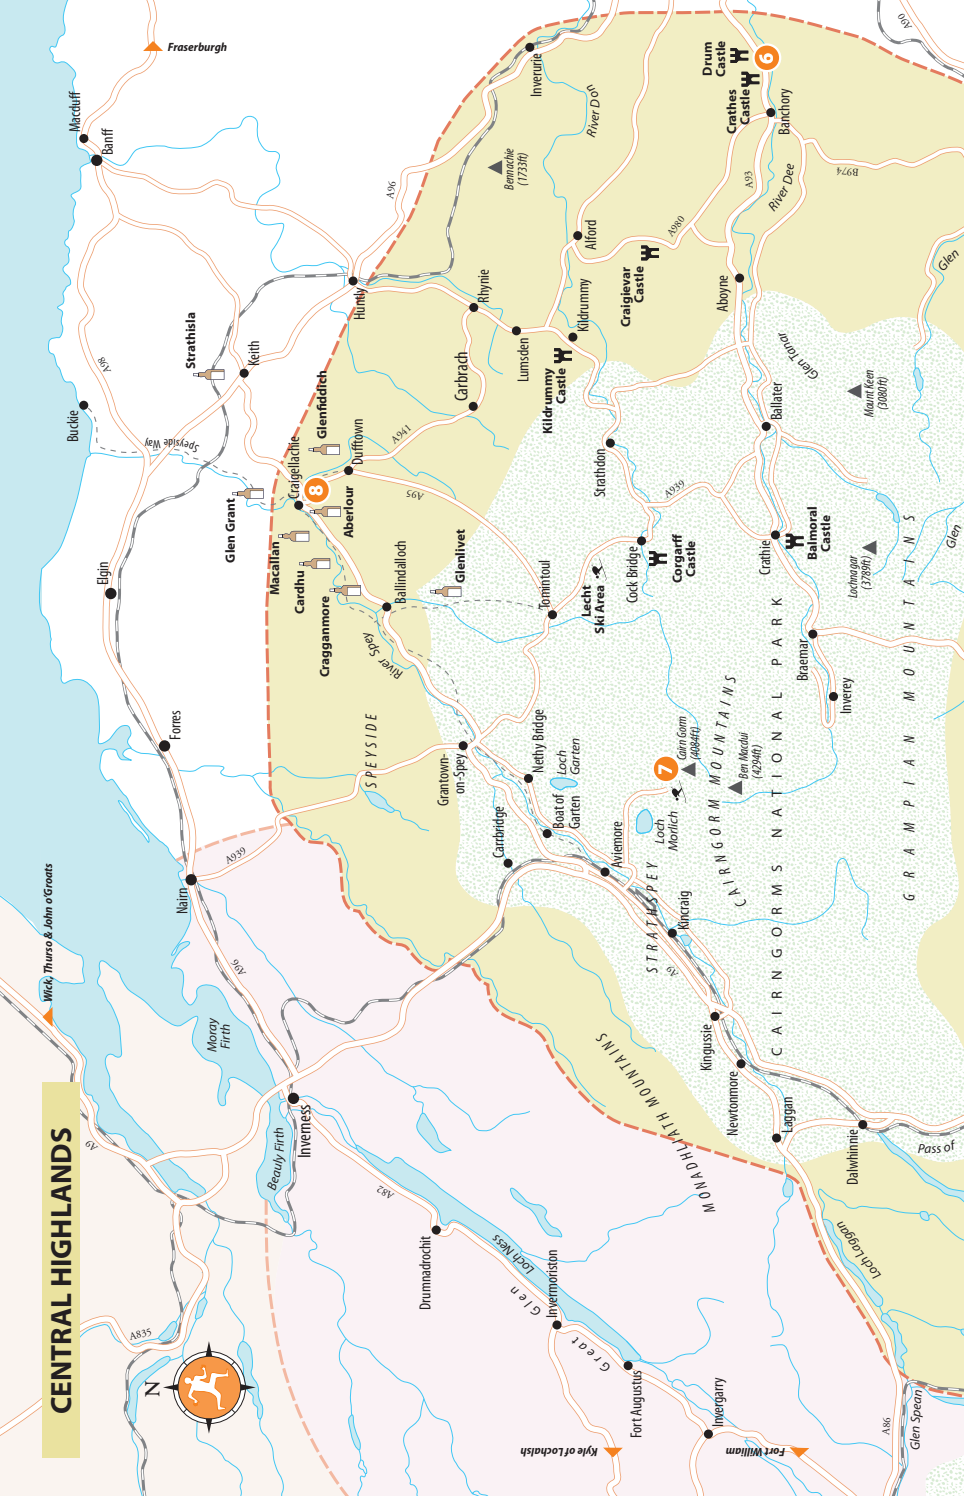 CENTRAL HIGHLANDS
N
Wick, Thurso & John o'Groats
Fraserburgh
Kyle of Lochalsh
Fort William
A9
A835
A96
A939
A82
A98
A96
A941
A95
A939
A980
A93
B974
A90
A9
A86
Macduff
Banff
Buckie
Elgin
Forres
Nairn
Moray
Firth
Beauly Firth
Inverness
Drumnadrochit
Loch Ness
Great Glen
Invermoriston
Fort Augustus
Invergarry
Glen Spean
Loch Laggan
Laggan
Dalwhinnie
Pass of
Newtonmore
Kingussie
Kincraig
Aviemore
Carrbridge
Boat of
Garten
Loch
Garten
Nethy Bridge
Grantown-
on-Spey
Loch
Morlich
7
Cairn Gorm
(4084ft)
Ben Macdui
(4294ft)
CAIRNGORM MOUNTAINS
CAIRNGORMS NATIONAL PARK
GRAMPIAN MOUNTAINS
MONADHLIATH MOUNTAINS
STRATHSPEY
SPEYSIDE
River Spey
Speyside Way
Strathisla
Keith
Huntly
Glen Grant
Craigellachie
8
Glenfiddich
Dufftown
Aberlour
Macallan
Cardhu
Cragganmore
Ballindalloch
Glenlivet
Tomintoul
Lecht
Ski Area
Cock Bridge
Corgarff
Castle
Strathdon
Carbrach
Rhynie
Lumsden
Kildrummy
Kildrummy
Castle
Alford
Craigievar
Castle
Bennachie
(1733ft)
Inverurie
River Don
Drum
Castle
6
Crathes
Castle
Banchory
River Dee
Aboyne
Glen Tanar
Ballater
Mount Keen
(3080ft)
Crathie
Balmoral
Castle
Lochnagar
(3789ft)
Braemar
Inverey
Glen
Glen